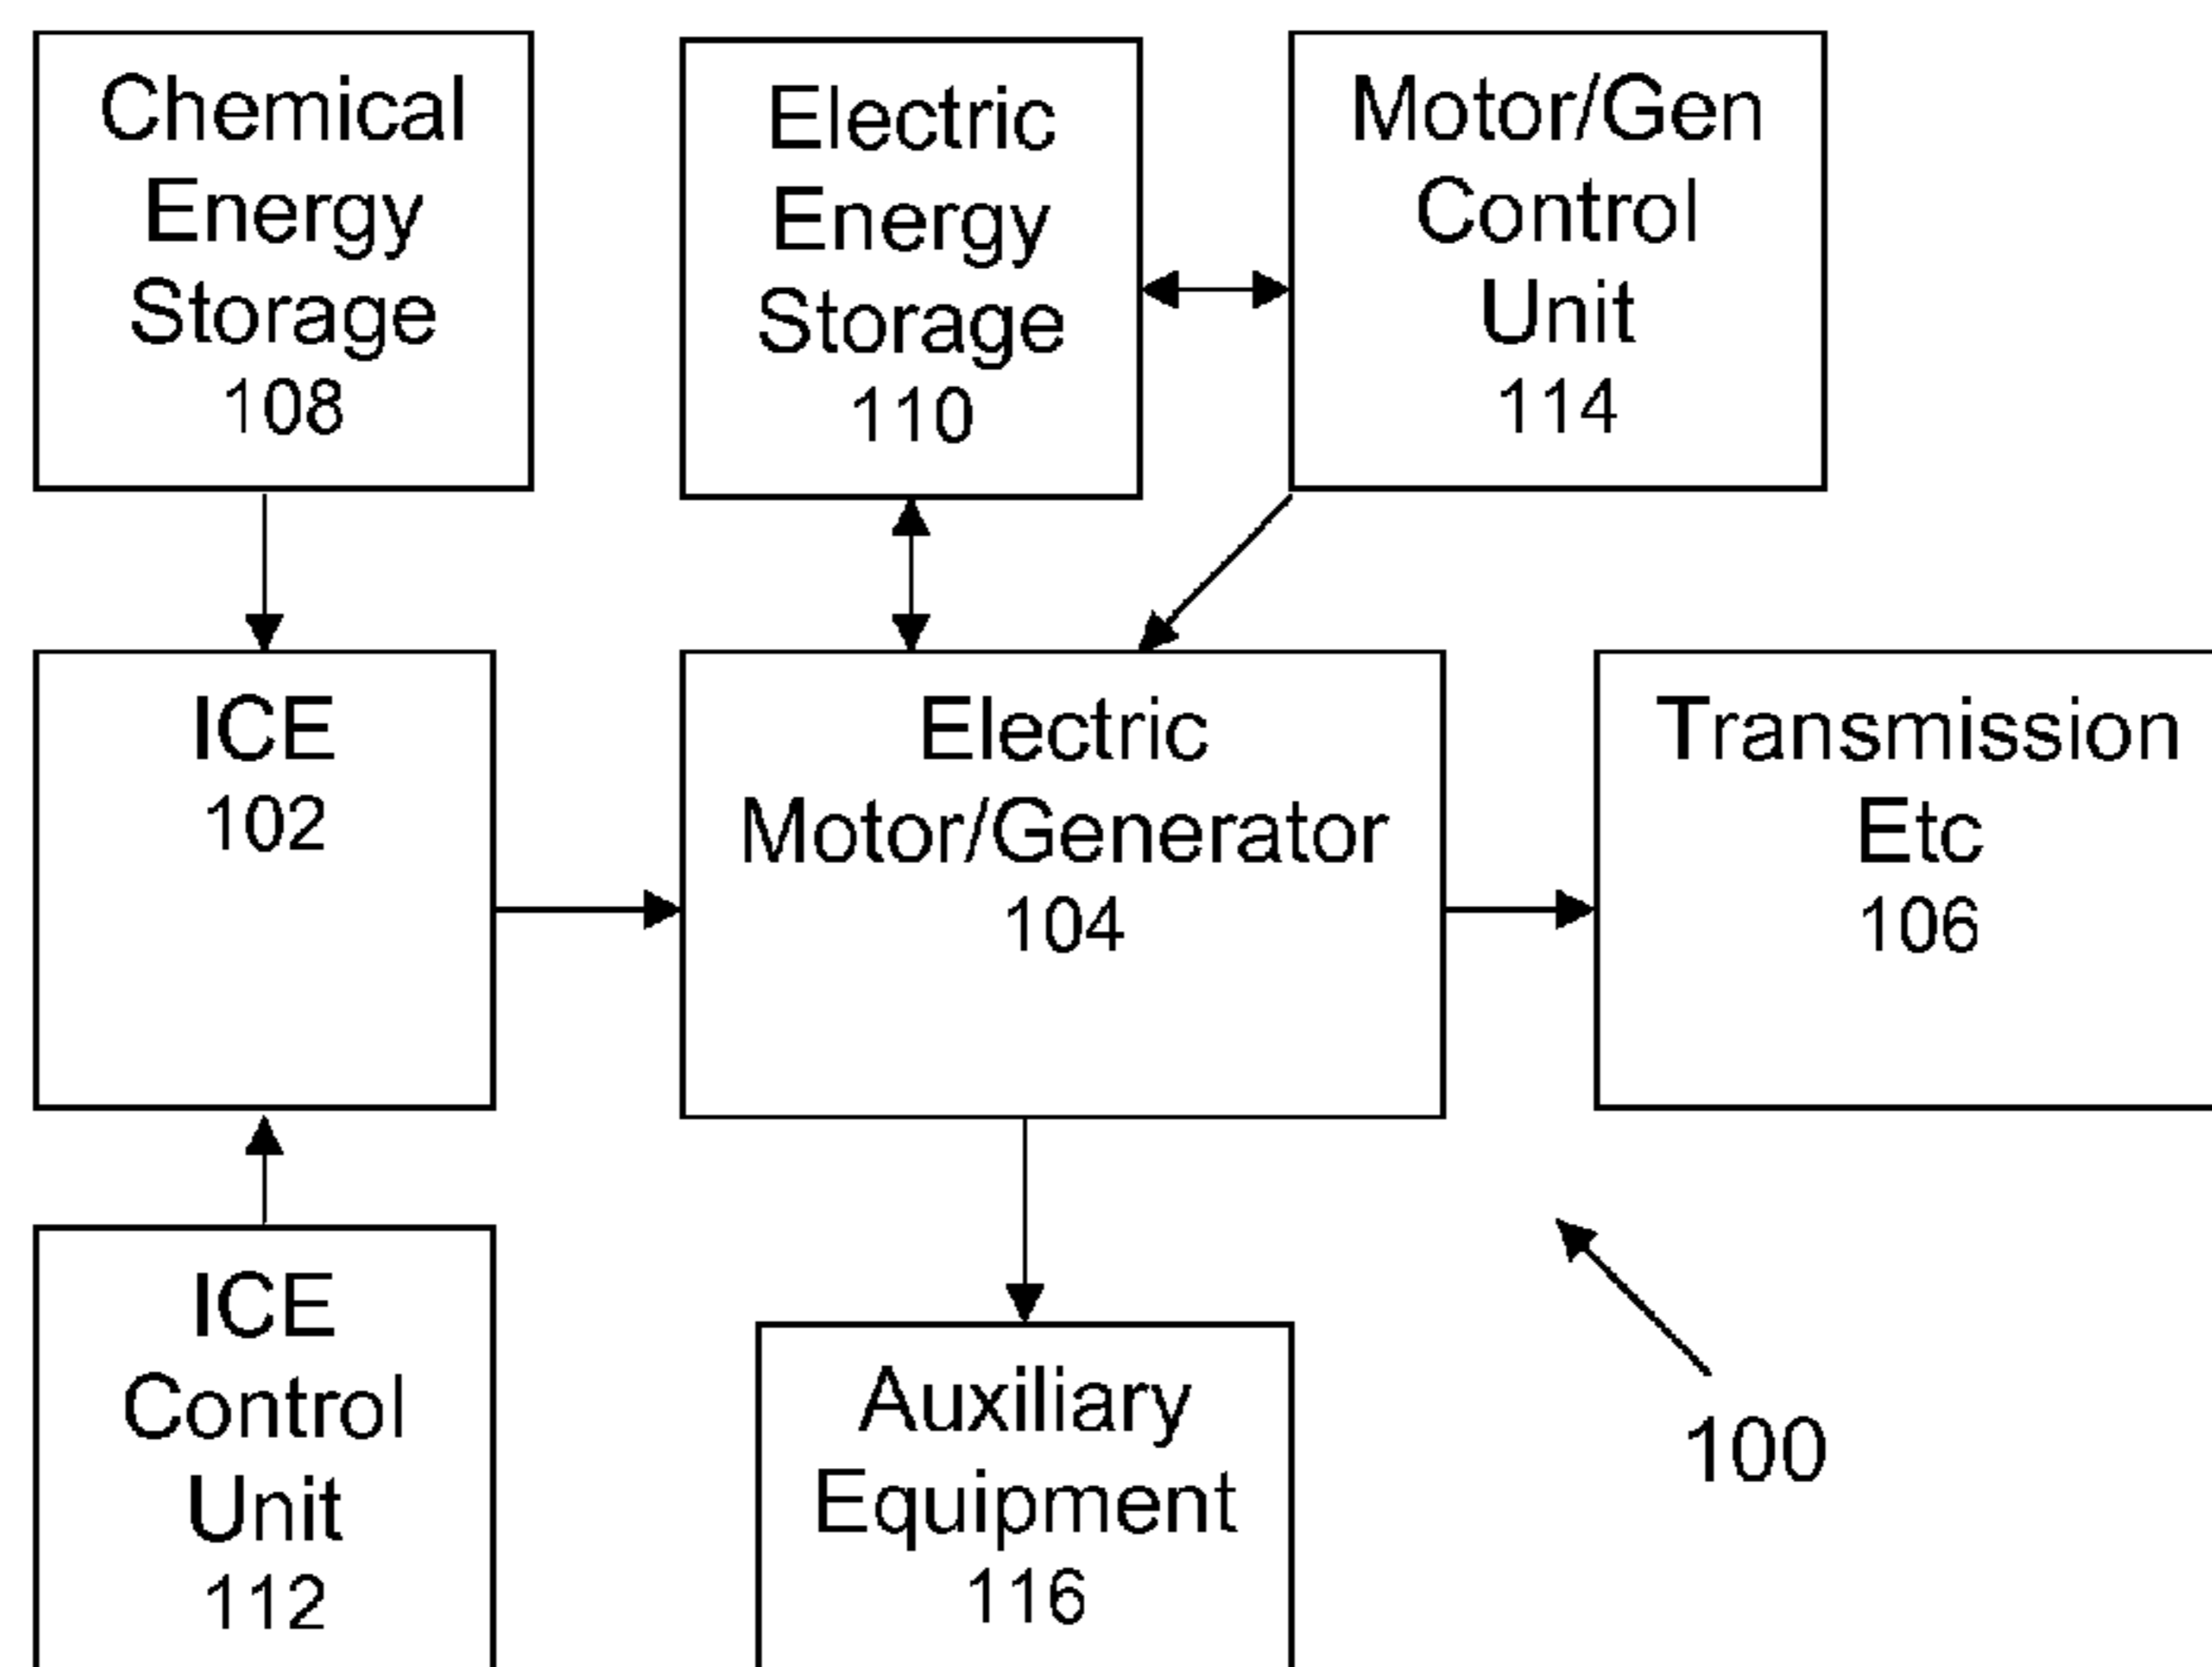 Chemical
Energy
Storage
108
Electric
Energy
Storage
110
Motor/Gen
Control
Unit
114
ICE
102
Electric
Motor/Generator
104
Transmission
Etc
106
ICE
Control
Unit
112
Auxiliary
Equipment
116
100